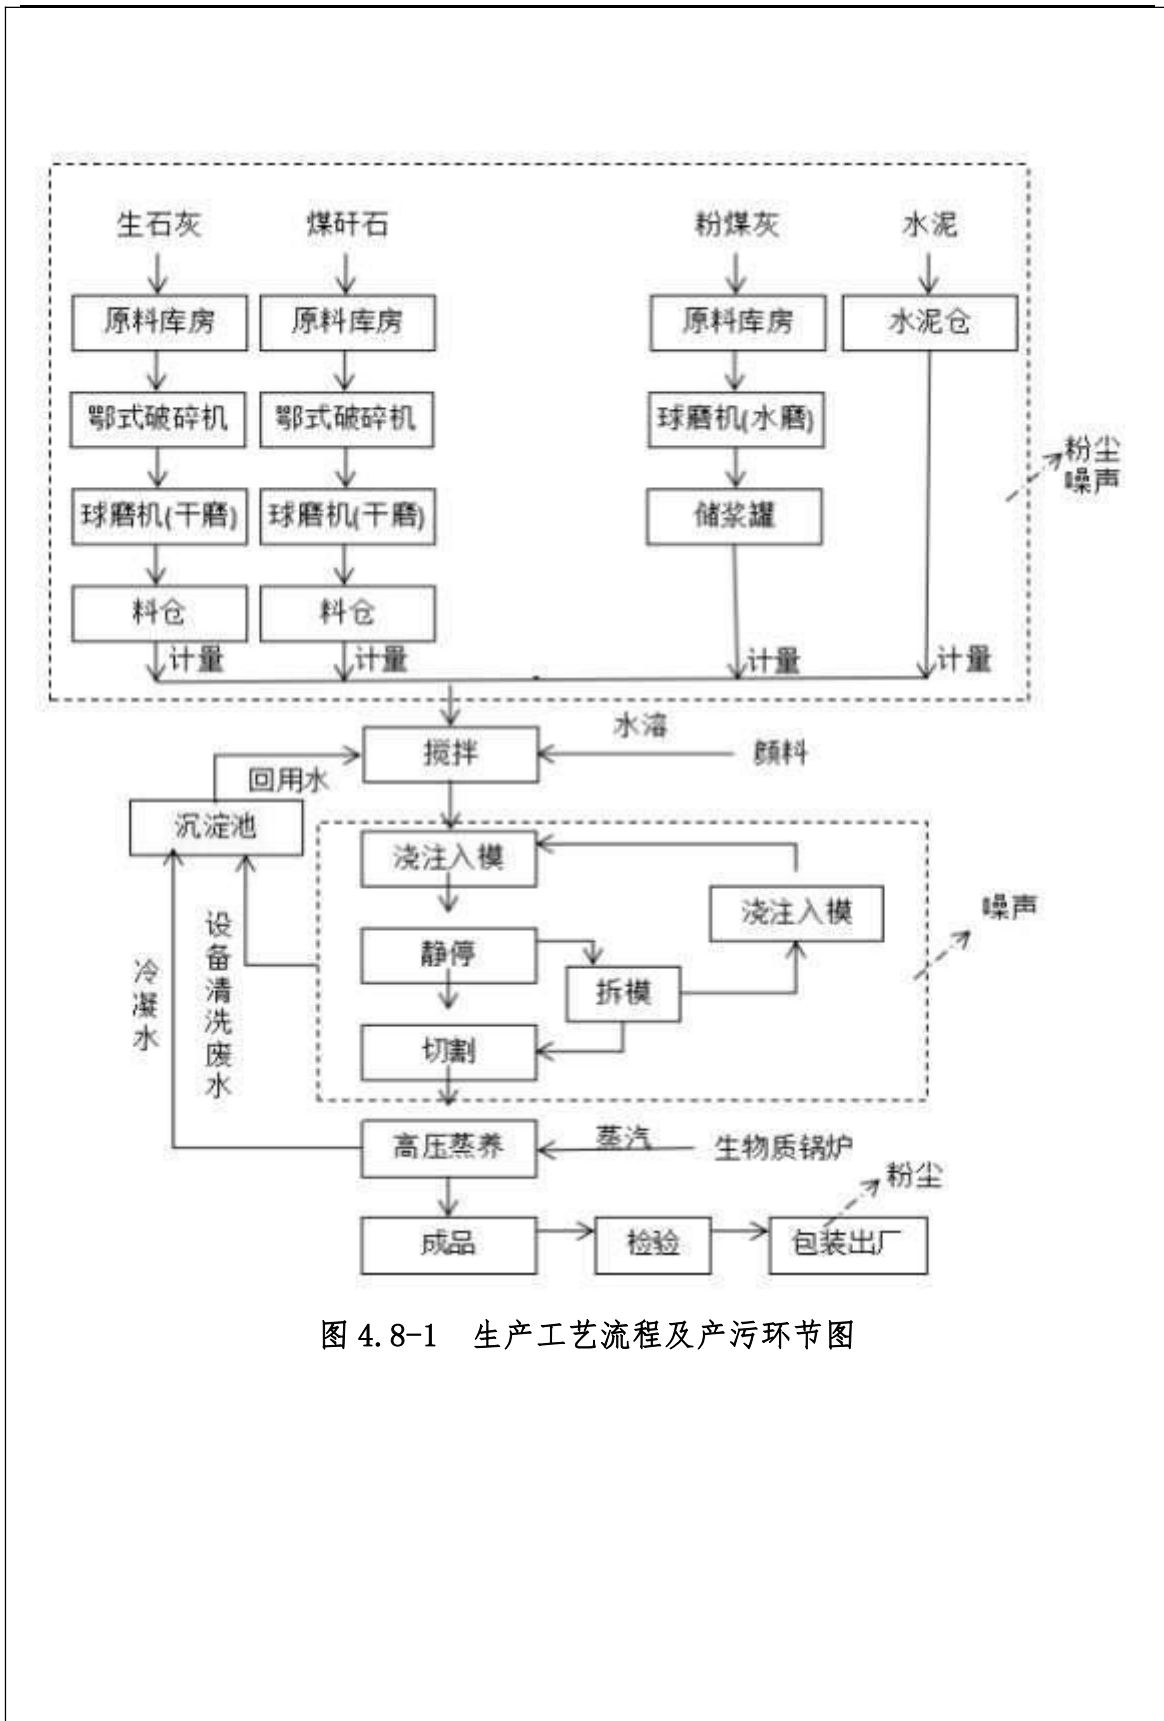 生石灰 煤矸石 粉煤灰 水泥
原料库房 原料库房 原料库房 水泥仓
鄂式破碎机 鄂式破碎机 球磨机(水磨)
粉尘
噪声
球磨机(干磨) 球磨机(干磨) 储浆罐
料仓 料仓
计量 计量 计量 计量
水溶
搅拌 颜料
回用水
沉淀池
浇注入模
浇注入模
噪声
设备清洗废水
静停
冷凝水
拆模
切割
蒸汽
高压蒸养 生物质锅炉
粉尘
成品 检验 包装出厂
图 4.8-1 生产工艺流程及产污环节图